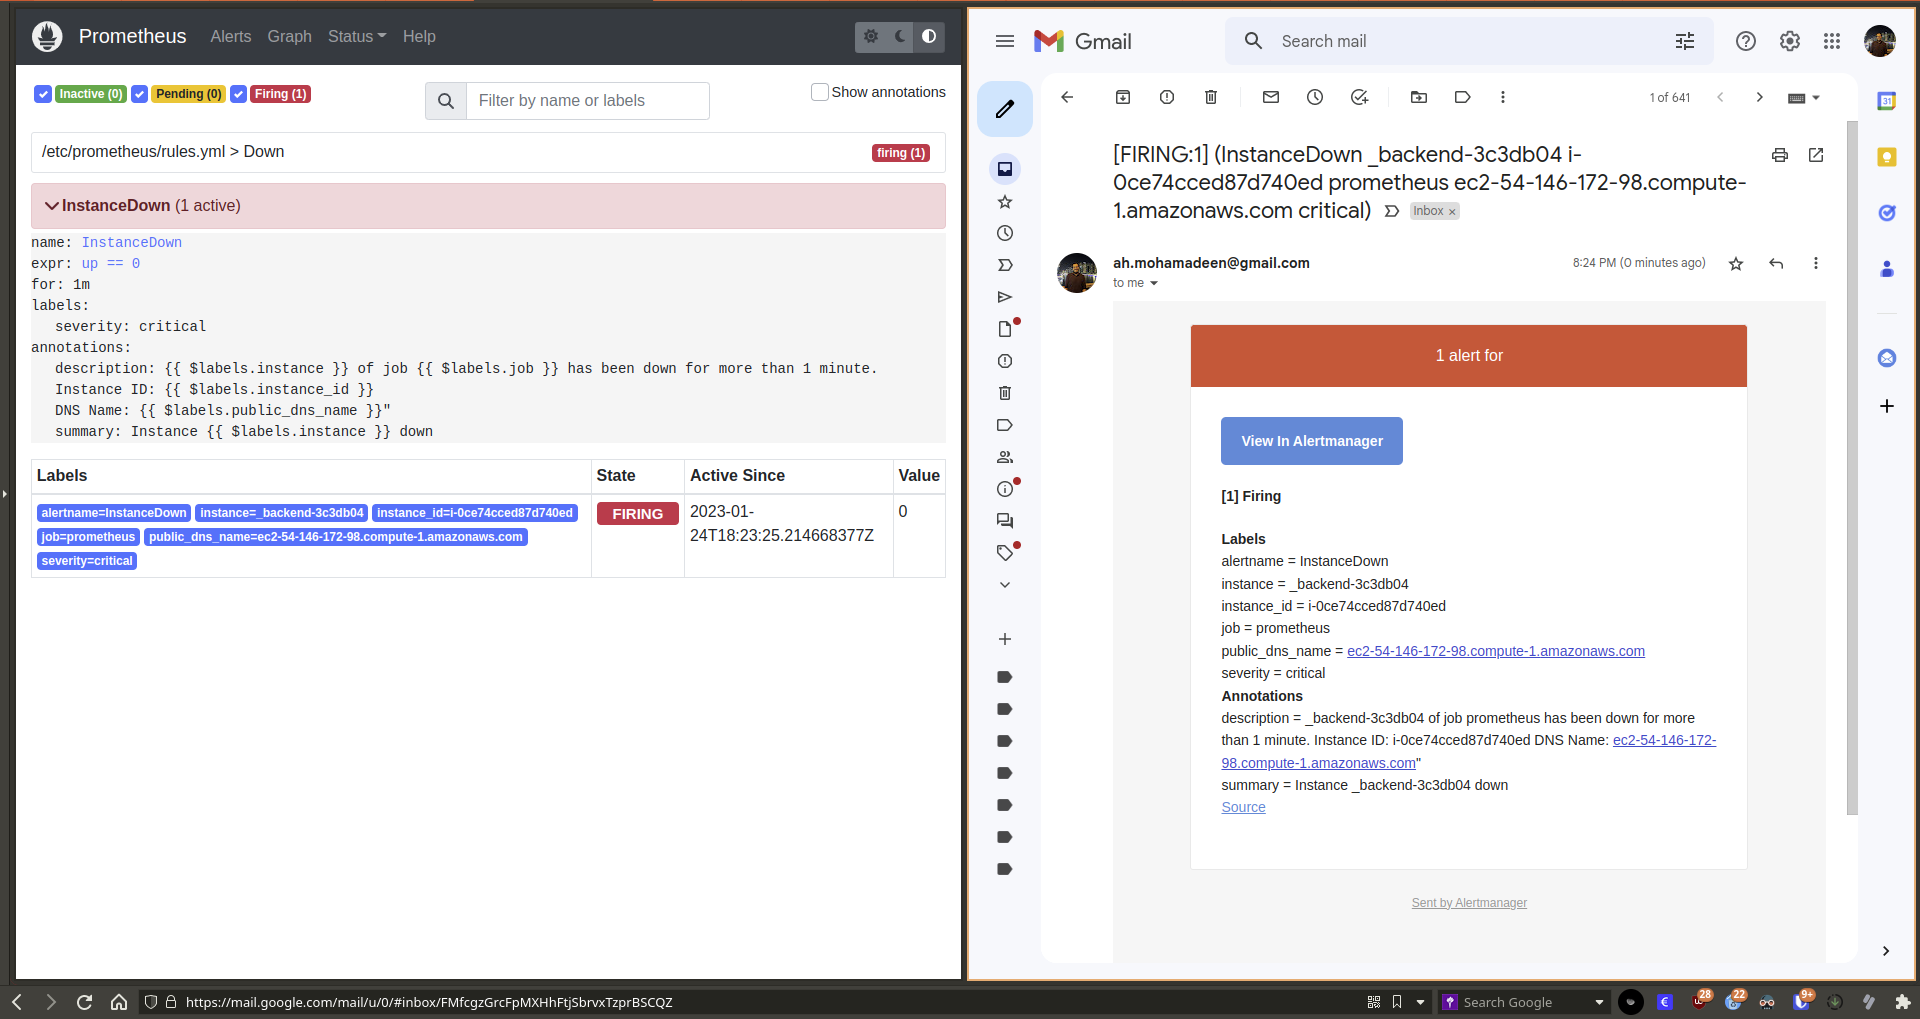 Prometheus Alerts Graph Status Help
Inactive (0) Pending (0) Firing (1)
Filter by name or labels
Show annotations
/etc/prometheus/rules.yml > Down
firing (1)
InstanceDown (1 active)
name: InstanceDown
expr: up == 0
for: 1m
labels:
severity: critical
annotations:
description: {{ $labels.instance }} of job {{ $labels.job }} has been down for more than 1 minute.
Instance ID: {{ $labels.instance_id }}
DNS Name: {{ $labels.public_dns_name }}"
summary: Instance {{ $labels.instance }} down
Labels State Active Since Value
alertname=InstanceDown instance=_backend-3c3db04 instance_id=i-0ce74cced87d740ed
job=prometheus public_dns_name=ec2-54-146-172-98.compute-1.amazonaws.com
severity=critical
FIRING
2023-01-
24T18:23:25.214668377Z
0
Gmail
Search mail
1 of 641
[FIRING:1] (InstanceDown _backend-3c3db04 i-
0ce74cced87d740ed prometheus ec2-54-146-172-98.compute-
1.amazonaws.com critical)
Inbox ×
ah.mohamadeen@gmail.com
8:24 PM (0 minutes ago)
to me
1 alert for
View In Alertmanager
[1] Firing
Labels
alertname = InstanceDown
instance = _backend-3c3db04
instance_id = i-0ce74cced87d740ed
job = prometheus
public_dns_name = ec2-54-146-172-98.compute-1.amazonaws.com
severity = critical
Annotations
description = _backend-3c3db04 of job prometheus has been down for more
than 1 minute. Instance ID: i-0ce74cced87d740ed DNS Name: ec2-54-146-172-
98.compute-1.amazonaws.com"
summary = Instance _backend-3c3db04 down
Source
Sent by Alertmanager
31
https://mail.google.com/mail/u/0/#inbox/FMfcgzGrcFpMXHhFtjSbrvxTzprBSCQZ
Search Google
28
22
9+